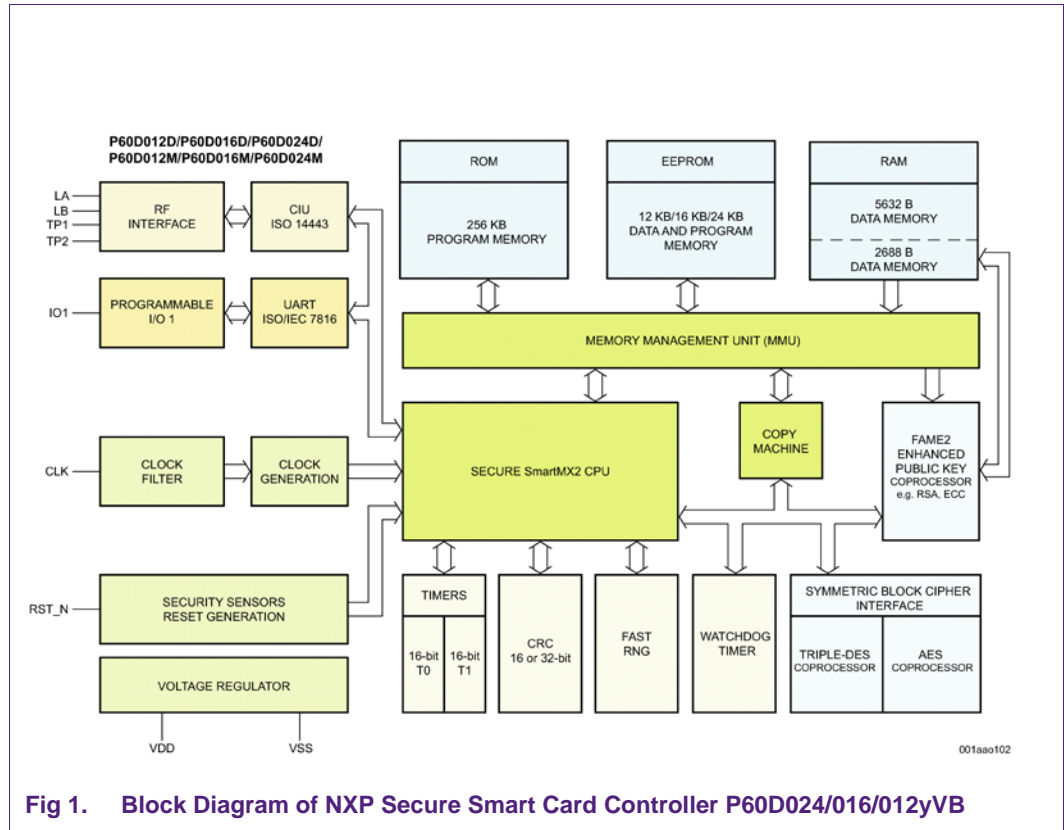 P60D012D/P60D016D/P60D024D/
P60D012M/P60D016M/P60D024M
LA
LB
TP1
TP2
RF
INTERFACE
CIU
ISO 14443
IO1
PROGRAMMABLE
I/O 1
UART
ISO/IEC 7816
CLK
CLOCK
FILTER
CLOCK
GENERATION
RST_N
SECURITY SENSORS
RESET GENERATION
VOLTAGE REGULATOR
VDD
VSS
ROM
256 KB
PROGRAM MEMORY
EEPROM
12 KB/16 KB/24 KB
DATA AND PROGRAM
MEMORY
RAM
5632 B
DATA MEMORY
2688 B
DATA MEMORY
MEMORY MANAGEMENT UNIT (MMU)
SECURE SmartMX2 CPU
COPY
MACHINE
FAME2
ENHANCED
PUBLIC KEY
COPROCESSOR
e.g. RSA, ECC
TIMERS
16-bit
T0
16-bit
T1
CRC
16 or 32-bit
FAST
RNG
WATCHDOG
TIMER
SYMMETRIC BLOCK CIPHER
INTERFACE
TRIPLE-DES
COPROCESSOR
AES
COPROCESSOR
001aao102
Fig 1. Block Diagram of NXP Secure Smart Card Controller P60D024/016/012yVB